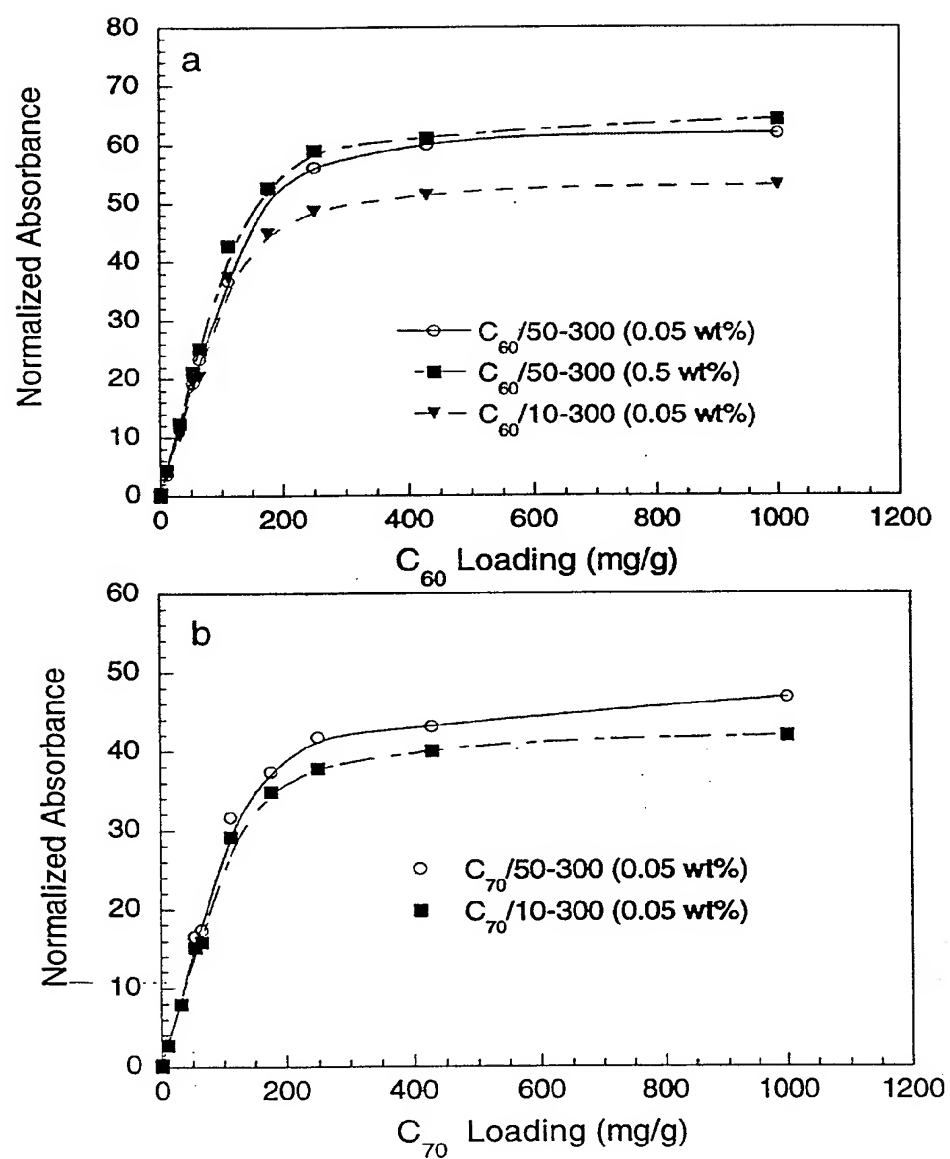 80
a
70
60
50
40
30
20
10
0
Normalized Absorbance
C60/50-300 (0.05 wt%)
C60/50-300 (0.5 wt%)
C60/10-300 (0.05 wt%)
0 200 400 600 800 1000 1200
C60 Loading (mg/g)
60
b
50
40
30
20
10
0
Normalized Absorbance
C70/50-300 (0.05 wt%)
C70/10-300 (0.05 wt%)
0 200 400 600 800 1000 1200
C70 Loading (mg/g)